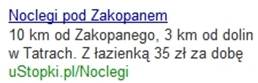 Noclegi pod Zakopanem
10 km od Zakopanego, 3 km od dolin
w Tatrach. Z łazienką 35 zł za dobę
uStopki.pl/Noclegi